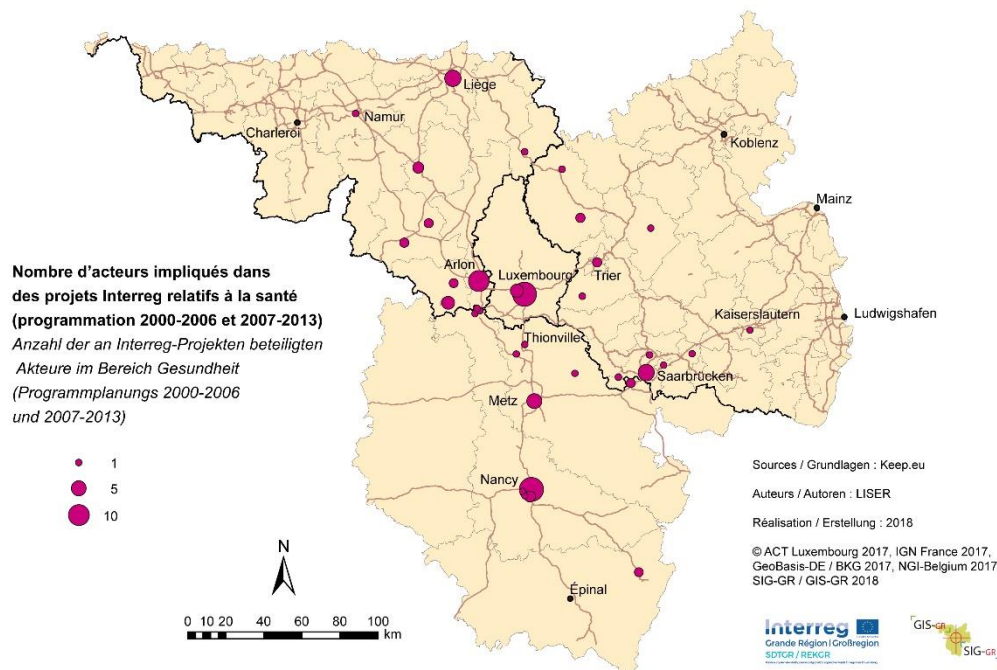 Liège
Namur
Charleroi
Koblenz
Mainz
Arlon
Luxembourg
Trier
Kaiserslautern
Ludwigshafen
Thionville
Saarbrücken
Metz
Nancy
Épinal
Nombre d'acteurs impliqués dans
des projets Interreg relatifs à la santé
(programmation 2000-2006 et 2007-2013)
Anzahl der an Interreg-Projekten beteiligten
Akteure im Bereich Gesundheit
(Programmplanungs 2000-2006
und 2007-2013)
1
5
10
N
0 10 20 40 60 80 100
km
Sources / Grundlagen : Keep.eu
Auteurs / Autoren : LISER
Réalisation / Erstellung : 2018
© ACT Luxembourg 2017, IGN France 2017,
GeoBasis-DE / BKG 2017, NGI-Belgium 2017
SIG-GR / GIS-GR 2018
Interreg
Grande Région | Großregion
SDTGR / REKGR
GIS-GR
SIG-GR